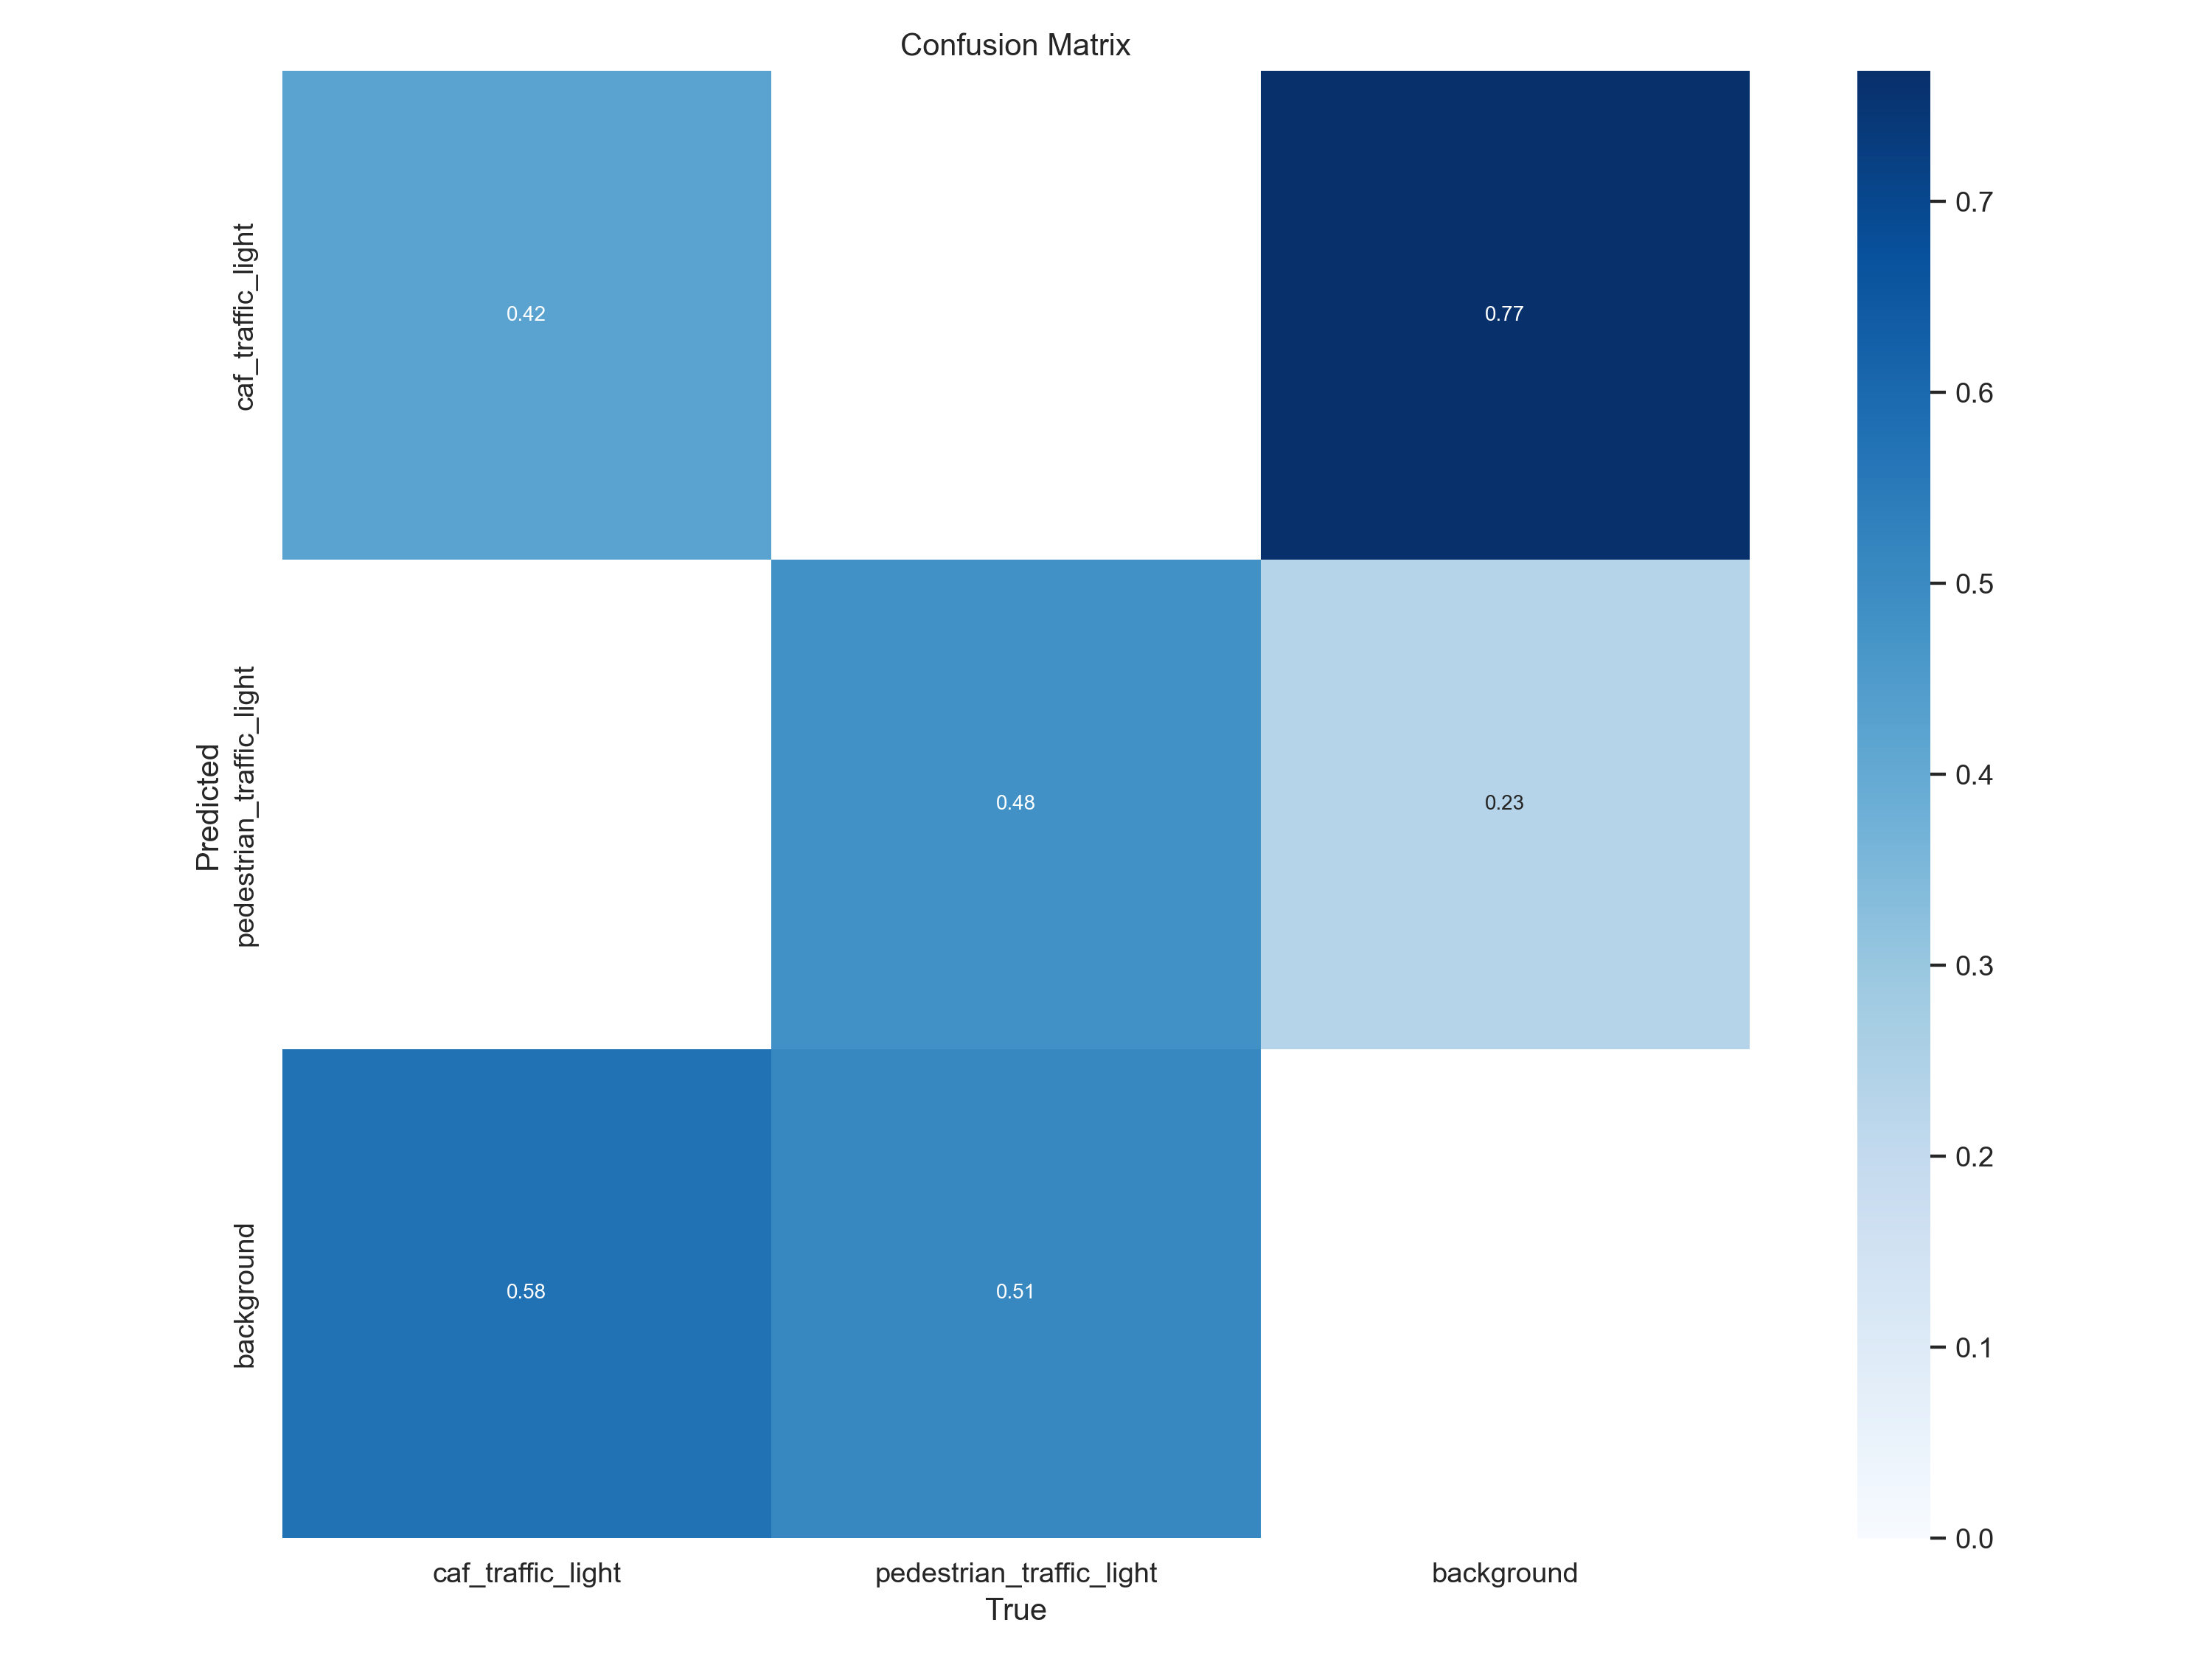 Confusion Matrix
caf_traffic_light
0.42
0.77
0.7
0.6
0.5
Predicted
pedestrian_traffic_light
0.48
0.23
0.4
0.3
0.2
background
0.58
0.51
0.1
0.0
caf_traffic_light
pedestrian_traffic_light
background
True